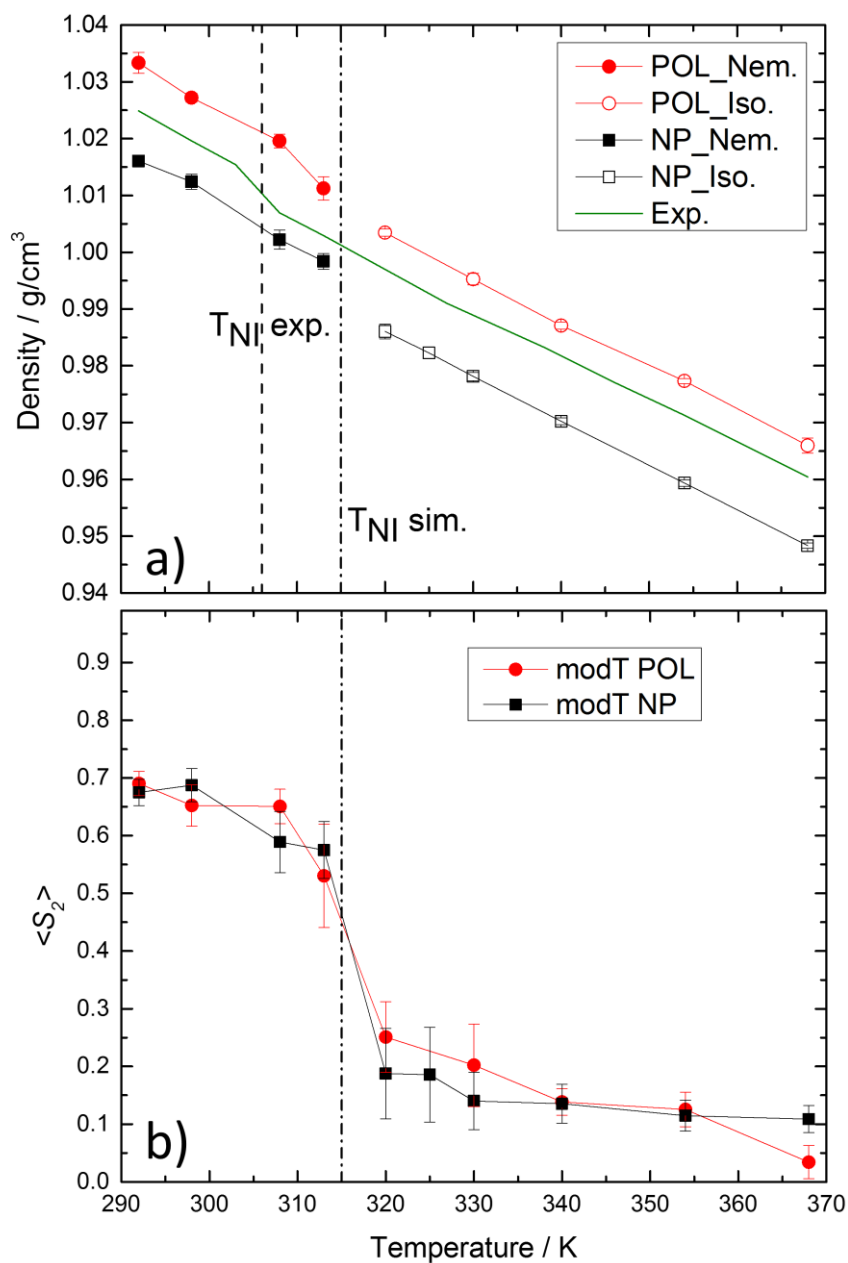 1.04
1.03
1.02
1.01
1.00
0.99
0.98
0.97
0.96
0.95
0.94
Density / g/cm³
POL_Nem.
POL_Iso.
NP_Nem.
NP_Iso.
Exp.
T_NI exp.
T_NI sim.
a)
0.9
0.8
0.7
0.6
0.5
0.4
0.3
0.2
0.1
0.0
<S₂>
modT POL
modT NP
b)
290 300 310 320 330 340 350 360 370
Temperature / K